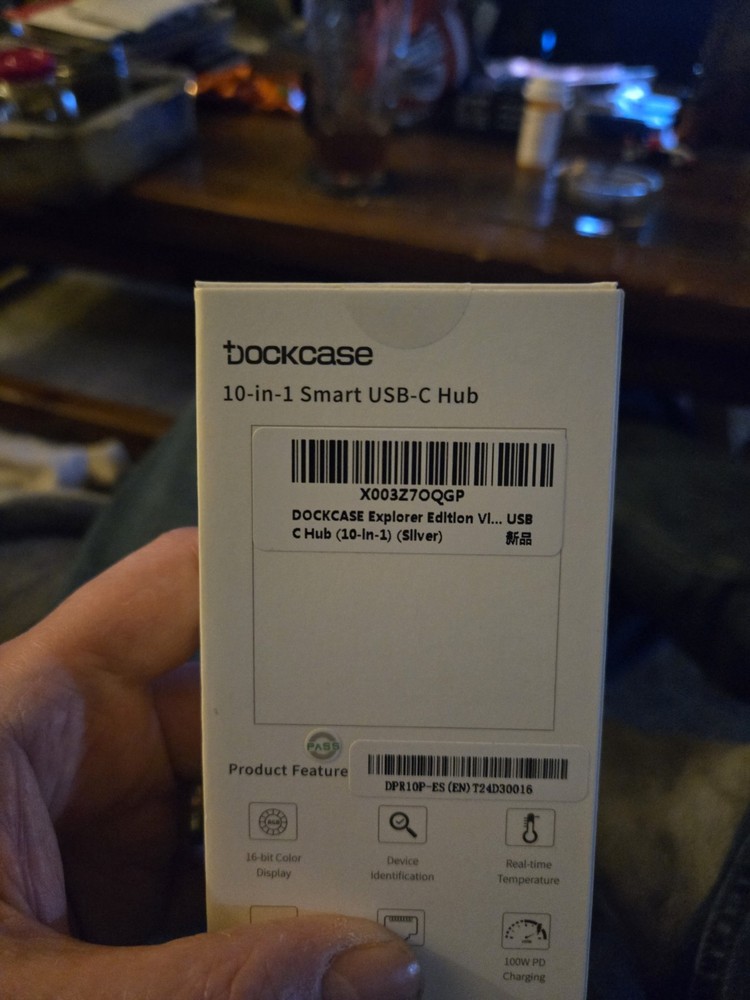 DOCKCASE
10-in-1 Smart USB-C Hub
X003Z7OQGP
DOCKCASE Explorer Edition Vi... USB
C Hub (10-in-1) (Silver) 新品
PASS
Product Feature
DPR10P-ES(EN)T24D30016
16-bit Color
Display
Device
Identification
Real-time
Temperature
100W PD
Charging